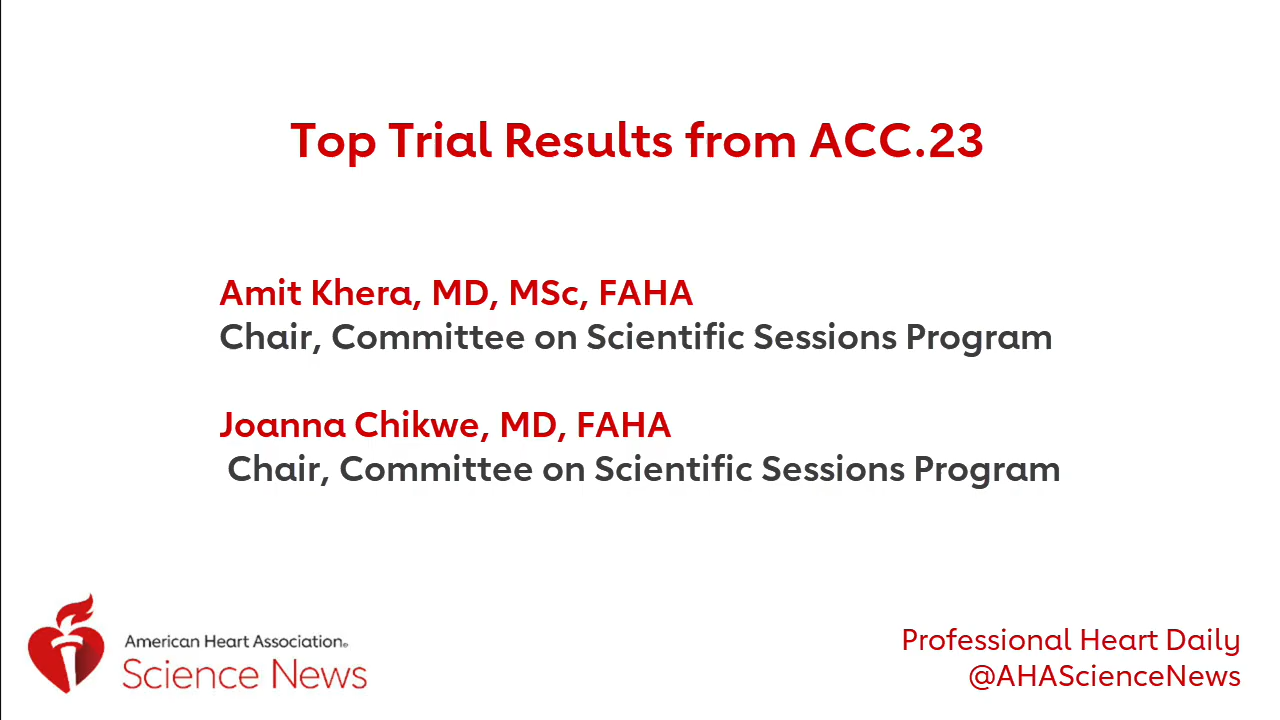 Top Trial Results from ACC.23
Amit Khera, MD, MSc, FAHA
Chair, Committee on Scientific Sessions Program
Joanna Chikwe, MD, FAHA
Chair, Committee on Scientific Sessions Program
American Heart Association®
Science News
Professional Heart Daily
@AHAScienceNews